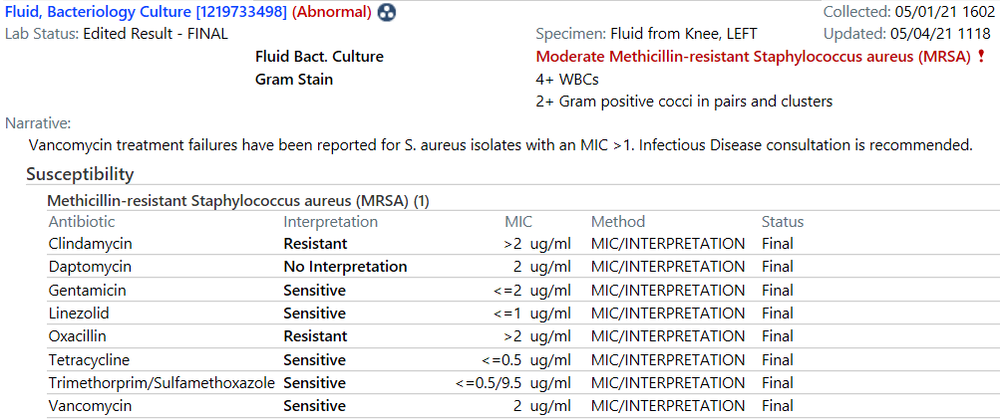 Fluid, Bacteriology Culture [1219733498] (Abnormal) Collected: 05/01/21 1602
Lab Status: Edited Result - FINAL Specimen: Fluid from Knee, LEFT Updated: 05/04/21 1118
Fluid Bact. Culture Moderate Methicillin-resistant Staphylococcus aureus (MRSA) !
Gram Stain 4+ WBCs
2+ Gram positive cocci in pairs and clusters
Narrative:
Vancomycin treatment failures have been reported for S. aureus isolates with an MIC >1. Infectious Disease consultation is recommended.
Susceptibility
Methicillin-resistant Staphylococcus aureus (MRSA) (1)
Antibiotic Interpretation MIC Method Status
Clindamycin Resistant >2 ug/ml MIC/INTERPRETATION Final
Daptomycin No Interpretation 2 ug/ml MIC/INTERPRETATION Final
Gentamicin Sensitive <=2 ug/ml MIC/INTERPRETATION Final
Linezolid Sensitive <=1 ug/ml MIC/INTERPRETATION Final
Oxacillin Resistant >2 ug/ml MIC/INTERPRETATION Final
Tetracycline Sensitive <=0.5 ug/ml MIC/INTERPRETATION Final
Trimethorprim/Sulfamethoxazole Sensitive <=0.5/9.5 ug/ml MIC/INTERPRETATION Final
Vancomycin Sensitive 2 ug/ml MIC/INTERPRETATION Final